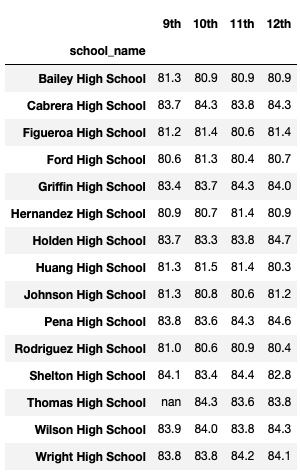 9th 10th 11th 12th
school_name
Bailey High School 81.3 80.9 80.9 80.9
Cabrera High School 83.7 84.3 83.8 84.3
Figueroa High School 81.2 81.4 80.6 81.4
Ford High School 80.6 81.3 80.4 80.7
Griffin High School 83.4 83.7 84.3 84.0
Hernandez High School 80.9 80.7 81.4 80.9
Holden High School 83.7 83.3 83.8 84.7
Huang High School 81.3 81.5 81.4 80.3
Johnson High School 81.3 80.8 80.6 81.2
Pena High School 83.8 83.6 84.3 84.6
Rodriguez High School 81.0 80.6 80.9 80.4
Shelton High School 84.1 83.4 84.4 82.8
Thomas High School nan 84.3 83.6 83.8
Wilson High School 83.9 84.0 83.8 84.3
Wright High School 83.8 83.8 84.2 84.1